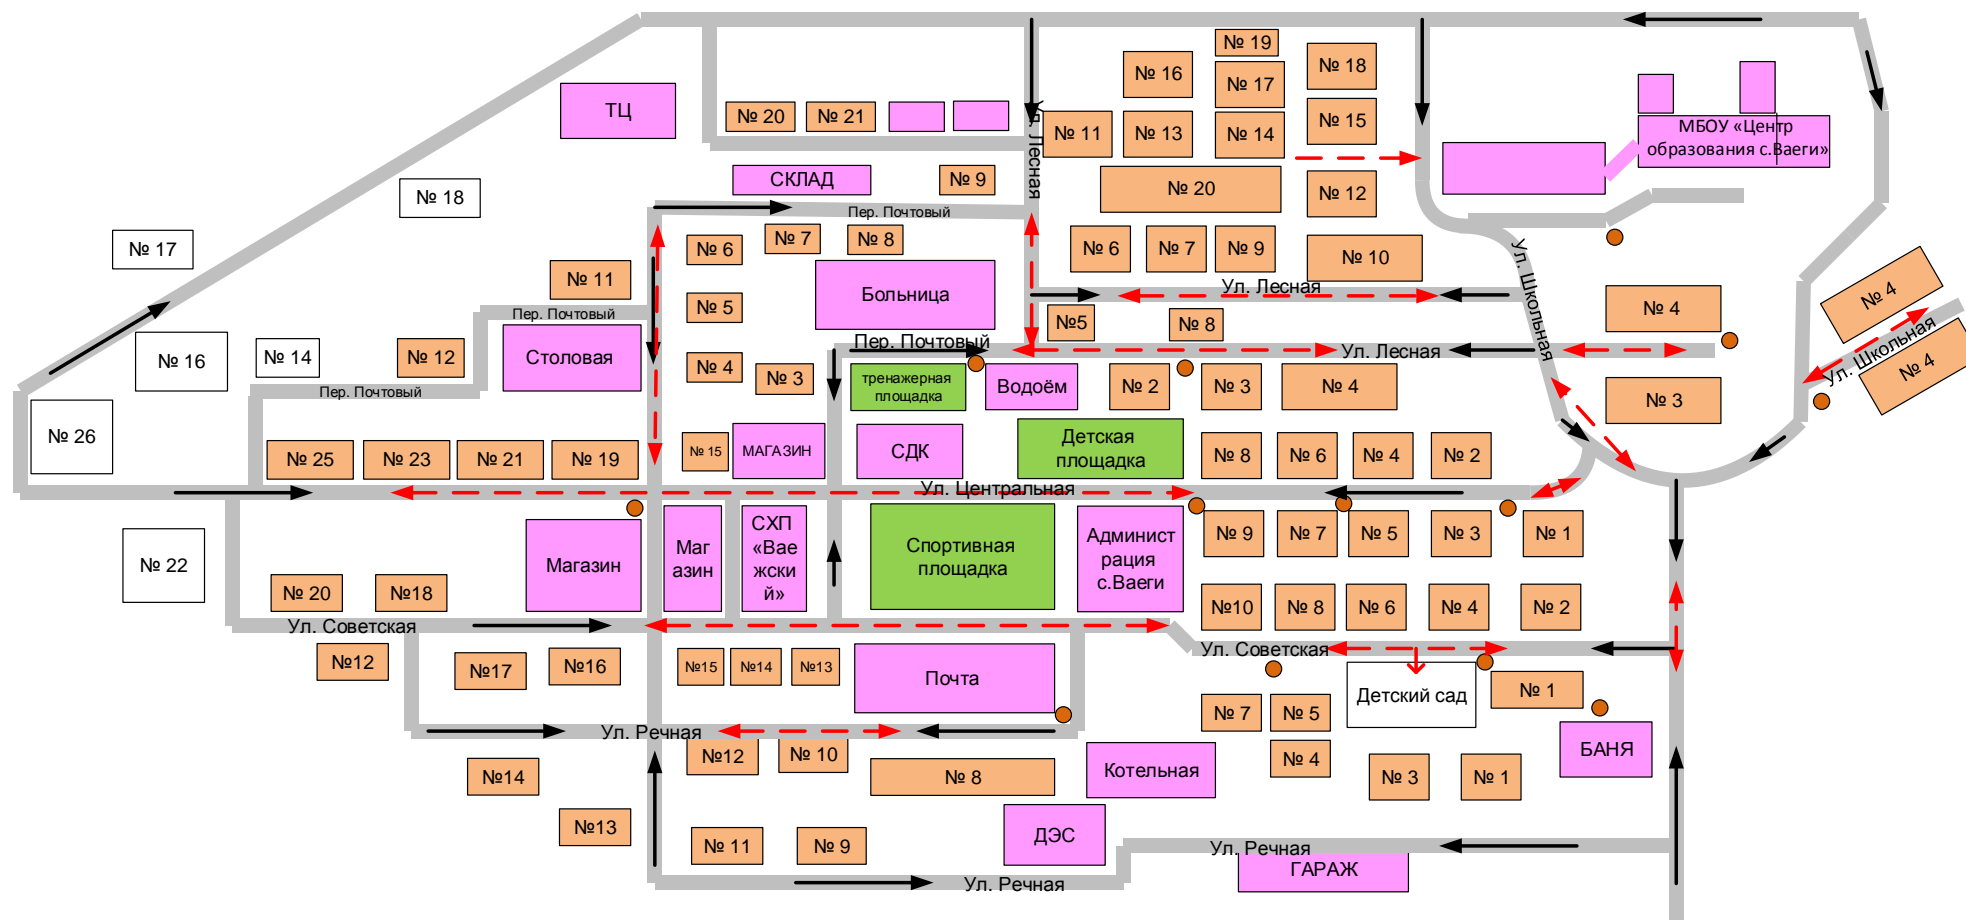 № 19
№ 16
№ 18
№ 17
ТЦ
№ 20
№ 21
Ул. Лесная
№ 11
№ 13
№ 14
№ 15
МБОУ «Центр
образования с.Ваеги»
СКЛАД
№ 9
№ 20
№ 12
№ 18
Пер. Почтовый
№ 17
№ 6
№ 7
№ 8
№ 6
№ 7
№ 9
№ 10
№ 11
Больница
Ул. Лесная
Ул. Школьная
№ 4
№ 4
№ 5
Пер. Почтовый
№5
№ 8
№ 16
№ 14
№ 12
Столовая
Пер. Почтовый
Ул. Лесная
Ул. Школьная
№ 4
№ 4
№ 3
тренажерная
площадка
Водоём
№ 2
№ 3
№ 4
№ 3
Пер. Почтовый
№ 26
№ 25
№ 23
№ 21
№ 19
№ 15
МАГАЗИН
СДК
Детская
площадка
№ 8
№ 6
№ 4
№ 2
Ул. Центральная
№ 22
Магазин
Маг
азин
СХП
«Вае
жски
й»
Спортивная
площадка
Админист
рация
с.Ваеги
№ 9
№ 7
№ 5
№ 3
№ 1
№ 20
№18
№10
№ 8
№ 6
№ 4
№ 2
Ул. Советская
Ул. Советская
№12
№17
№16
№15
№14
№13
Почта
Детский сад
№ 1
№ 7
№ 5
Ул. Речная
№12
№ 10
№ 4
БАНЯ
№14
№ 8
Котельная
№ 3
№ 1
№13
№ 11
№ 9
ДЭС
Ул. Речная
ГАРАЖ
Ул. Речная